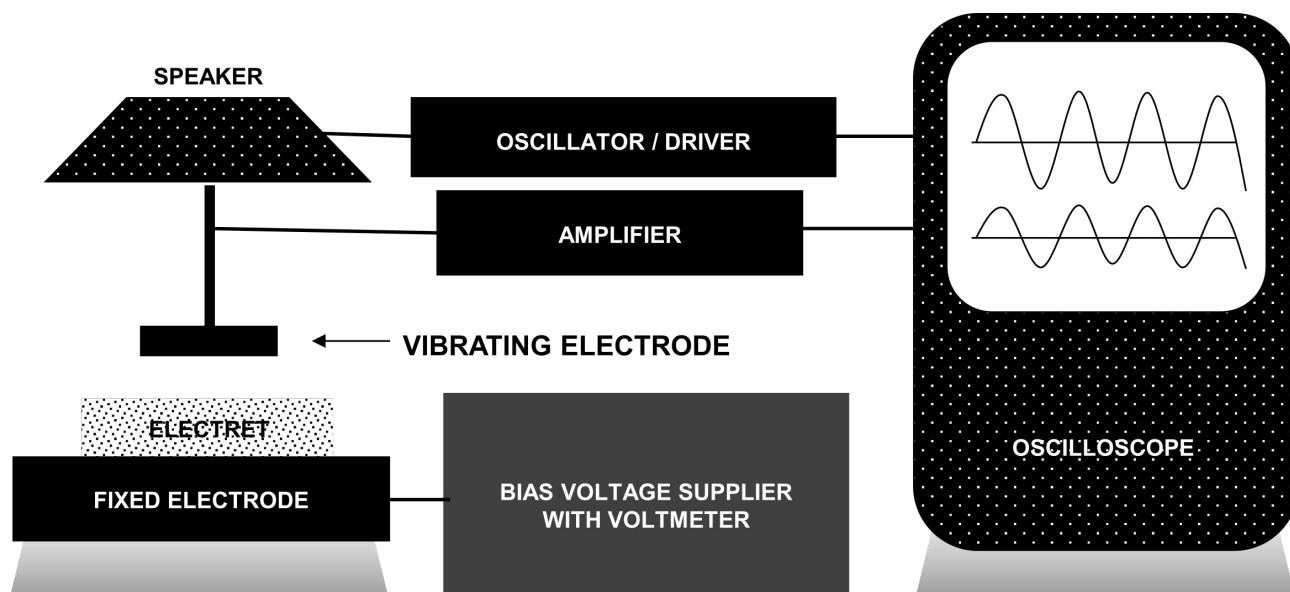 SPEAKER
OSCILLATOR / DRIVER
AMPLIFIER
VIBRATING ELECTRODE
ELECTRET
FIXED ELECTRODE
BIAS VOLTAGE SUPPLIER
WITH VOLTMETER
OSCILLOSCOPE